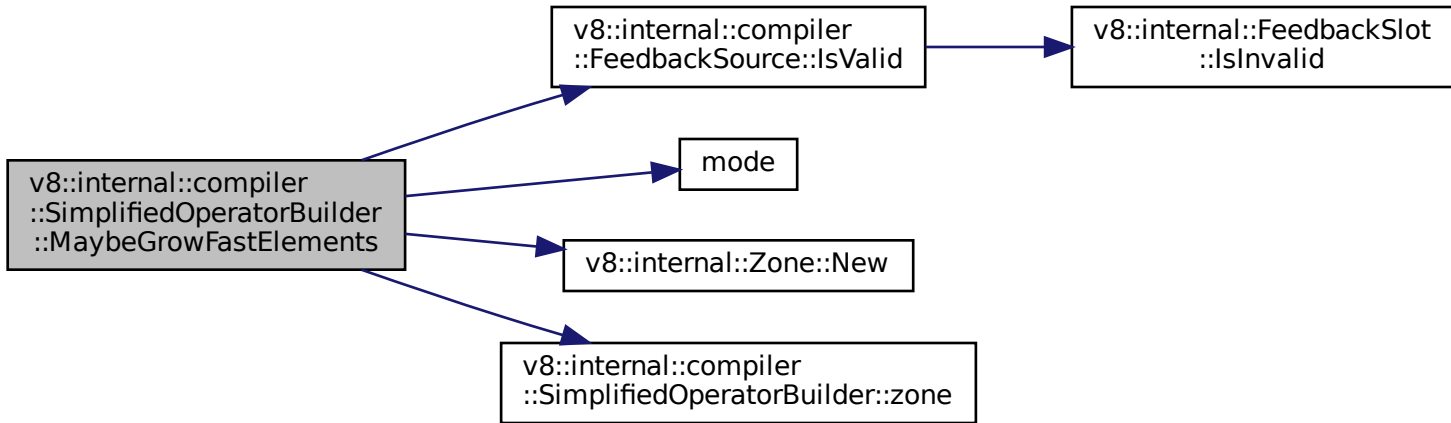 v8::internal::compiler
::FeedbackSource::IsValid
v8::internal::FeedbackSlot
::IsInvalid
mode
v8::internal::compiler
::SimplifiedOperatorBuilder
::MaybeGrowFastElements
v8::internal::Zone::New
v8::internal::compiler
::SimplifiedOperatorBuilder::zone